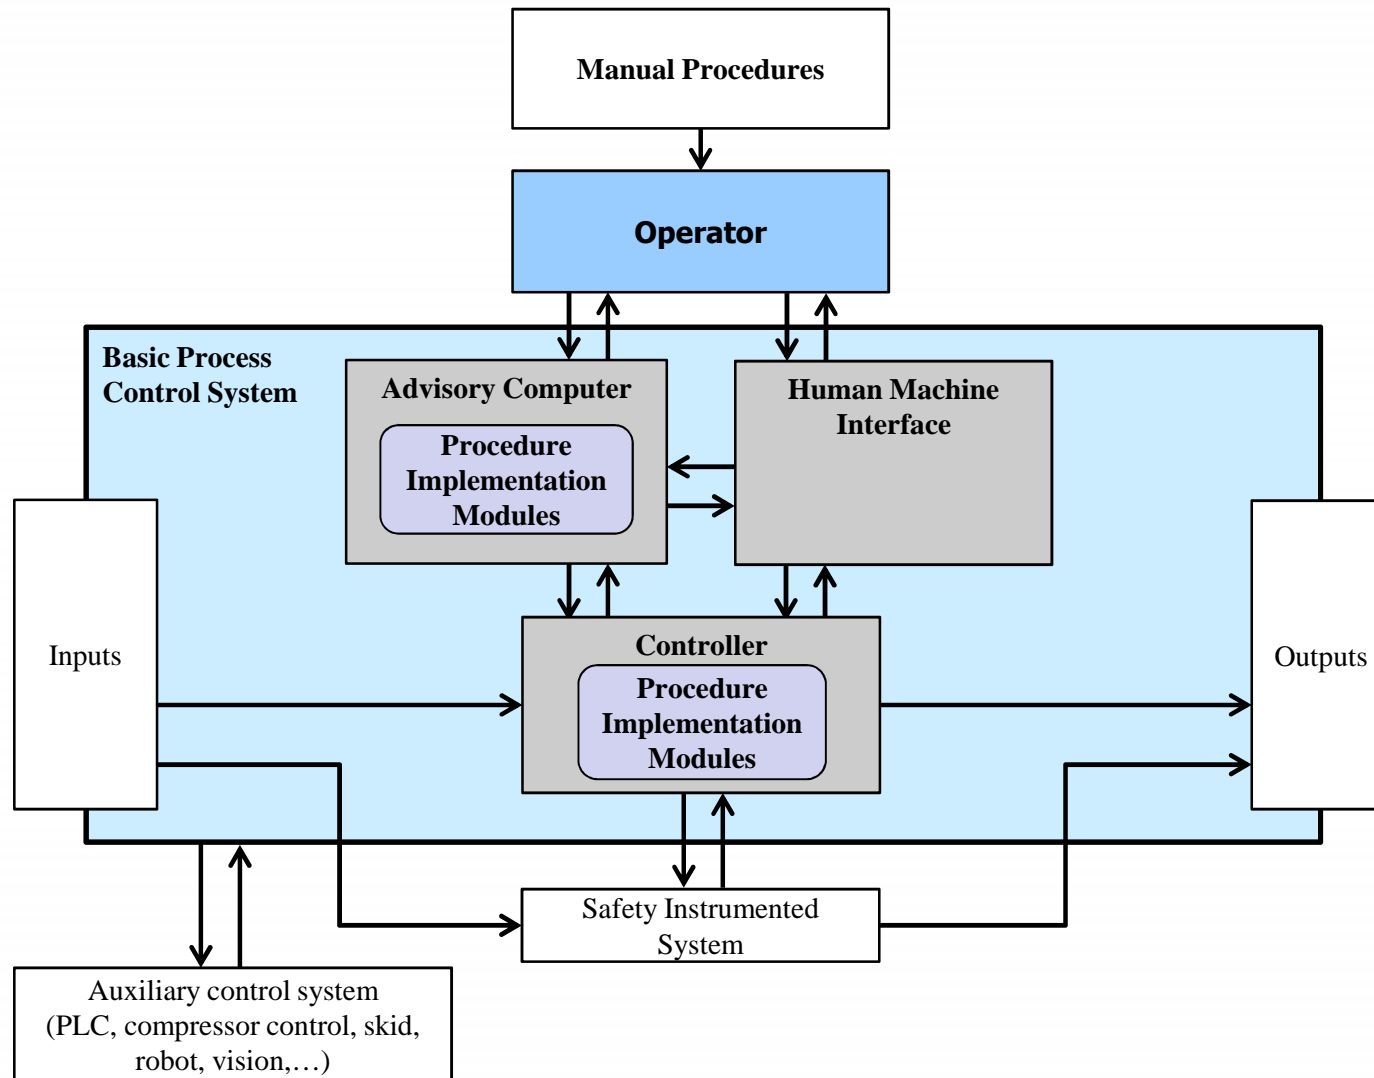 Manual Procedures
Operator
Basic Process
Control System
Advisory Computer
Procedure
Implementation
Modules
Human Machine
Interface
Inputs
Controller
Procedure
Implementation
Modules
Outputs
Safety Instrumented
System
Auxiliary control system
(PLC, compressor control, skid,
robot, vision,…)